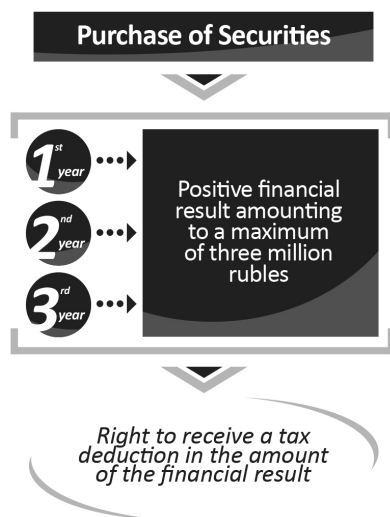 Purchase of Securities
1st year
2nd year
3rd year
Positive financial
result amounting
to a maximum
of three million
rubles
Right to receive a tax
deduction in the amount
of the financial result